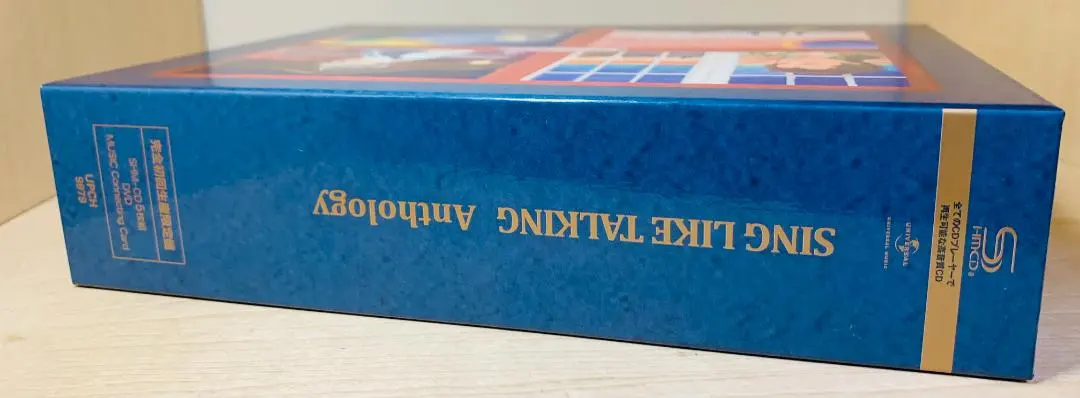 SHM-CD
全てのCDプレーヤーで
再生可能な高音質CD
UNIVERSAL
UNIVERSAL MUSIC
SING LIKE TALKING Anthology
完全初回生産限定盤
SHM-CD 5枚組
DVD
MUSIC Connecting Card
UPCH
9879